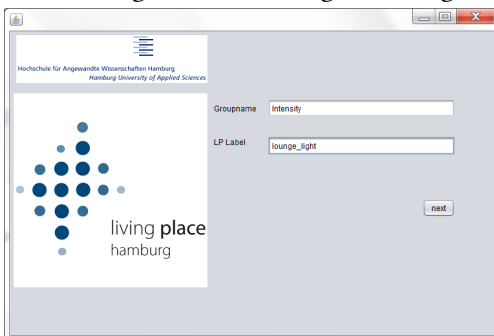 Hochschule für Angewandte Wissenschaften Hamburg
Hamburg University of Applied Sciences
Groupname
Intensity
LP Label
lounge_light
next
living place
hamburg